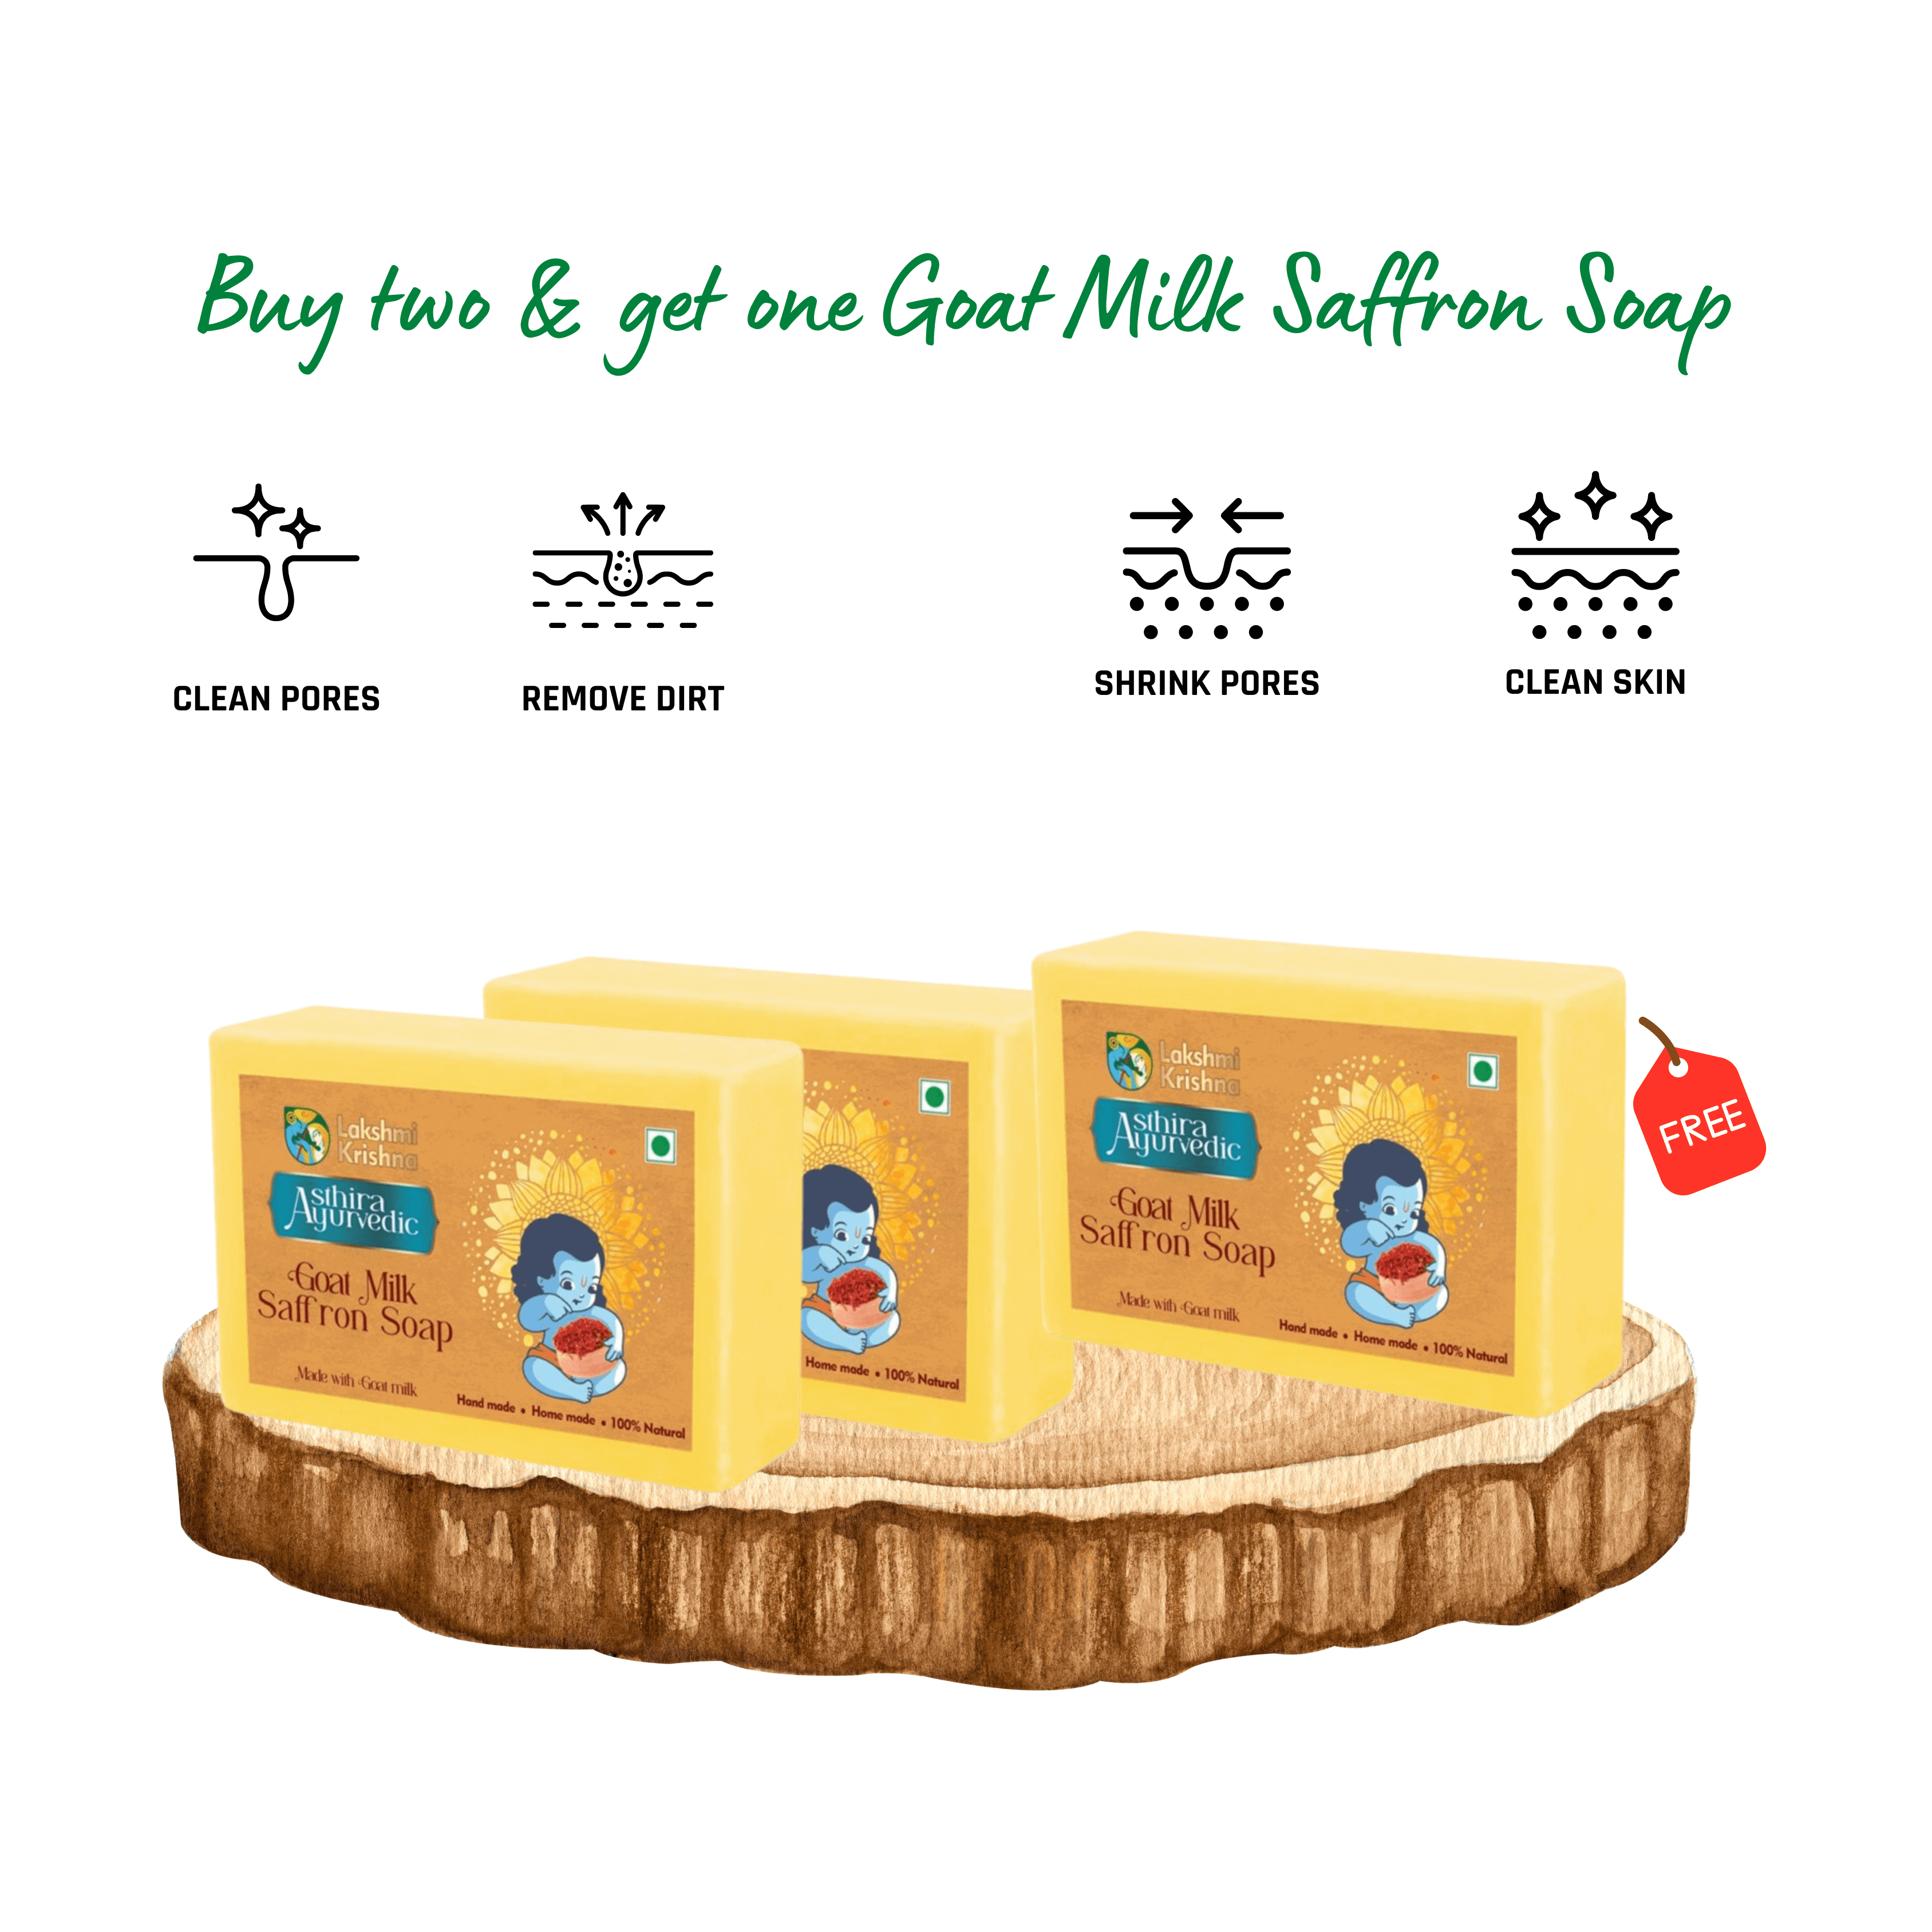 Buy two & get one Goat Milk Saffron Soap
CLEAN PORES
REMOVE DIRT
SHRINK PORES
CLEAN SKIN
Lakshmi
Krishna
Asthira
Ayurvedic
Goat Milk
Saffron Soap
Made with Goat milk
Hand made • Home made • 100% Natural
Home made • 100% Natural
Lakshmi
Krishna
Asthira
Ayurvedic
Goat Milk
Saffron Soap
Made with Goat milk
Hand made • Home made • 100% Natural
FREE